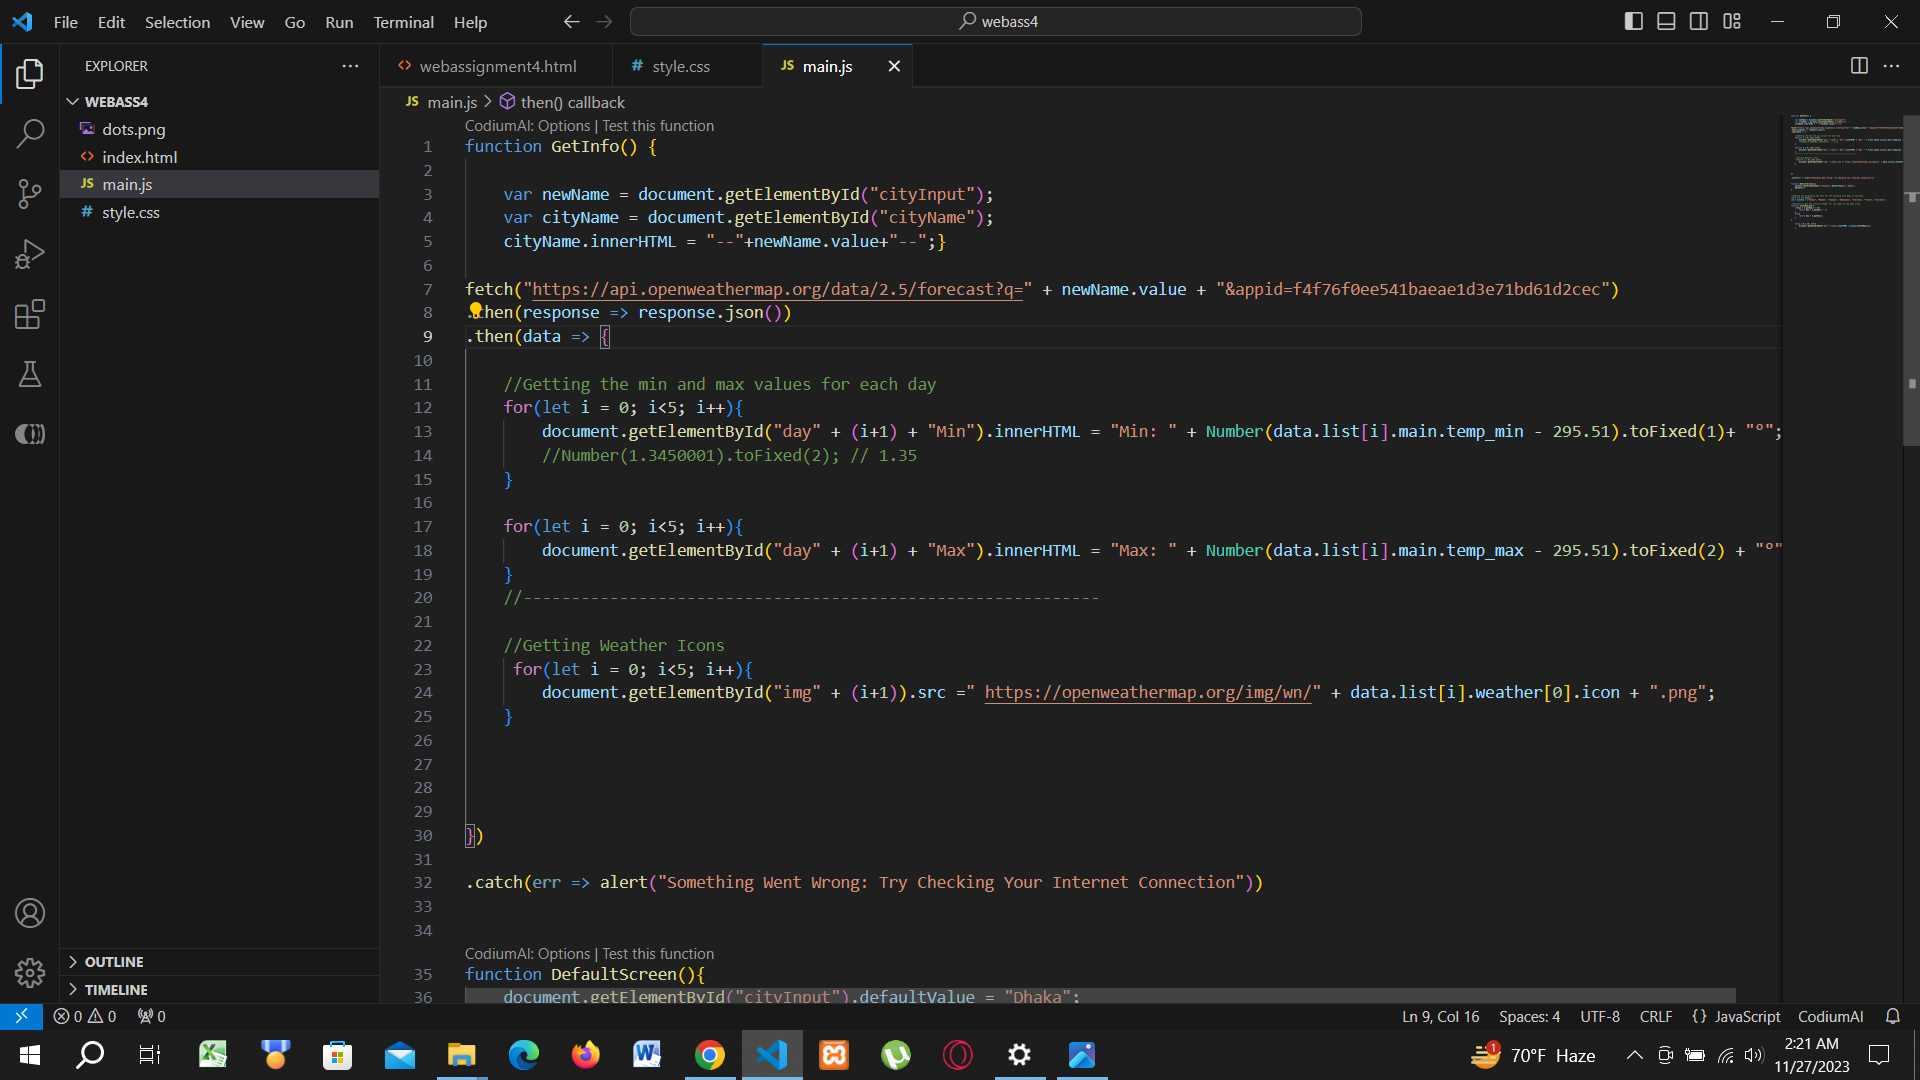 File Edit Selection View Go Run Terminal Help
webass4
EXPLORER
WEBASS4
dots.png
index.html
JS main.js
# style.css
OUTLINE
TIMELINE
<> webassignment4.html
# style.css
JS main.js
JS main.js > then() callback
CodiumAI: Options | Test this function
1 function GetInfo() {
2
3 var newName = document.getElementById("cityInput");
4 var cityName = document.getElementById("cityName");
5 cityName.innerHTML = "--"+newName.value+"--";}
6
7 fetch("https://api.openweathermap.org/data/2.5/forecast?q=" + newName.value + "&appid=f4f76f0ee541baeae1d3e71bd61d2cec")
8 .then(response => response.json())
9 .then(data => {
10
11 //Getting the min and max values for each day
12 for(let i = 0; i<5; i++){
13 document.getElementById("day" + (i+1) + "Min").innerHTML = "Min: " + Number(data.list[i].main.temp_min - 295.51).toFixed(1)+ "°";
14 //Number(1.3450001).toFixed(2); // 1.35
15 }
16
17 for(let i = 0; i<5; i++){
18 document.getElementById("day" + (i+1) + "Max").innerHTML = "Max: " + Number(data.list[i].main.temp_max - 295.51).toFixed(2) + "°"
19 }
20 //------------------------------------------------------------
21
22 //Getting Weather Icons
23 for(let i = 0; i<5; i++){
24 document.getElementById("img" + (i+1)).src =" https://openweathermap.org/img/wn/" + data.list[i].weather[0].icon + ".png";
25 }
26
27
28
29
30 })
31
32 .catch(err => alert("Something Went Wrong: Try Checking Your Internet Connection"))
33
34
CodiumAI: Options | Test this function
35 function DefaultScreen(){
36 document.getElementById("cityInput").defaultValue = "Dhaka";
0 0 0
Ln 9, Col 16 Spaces: 4 UTF-8 CRLF {} JavaScript CodiumAI
1 70°F Haze
2:21 AM
11/27/2023